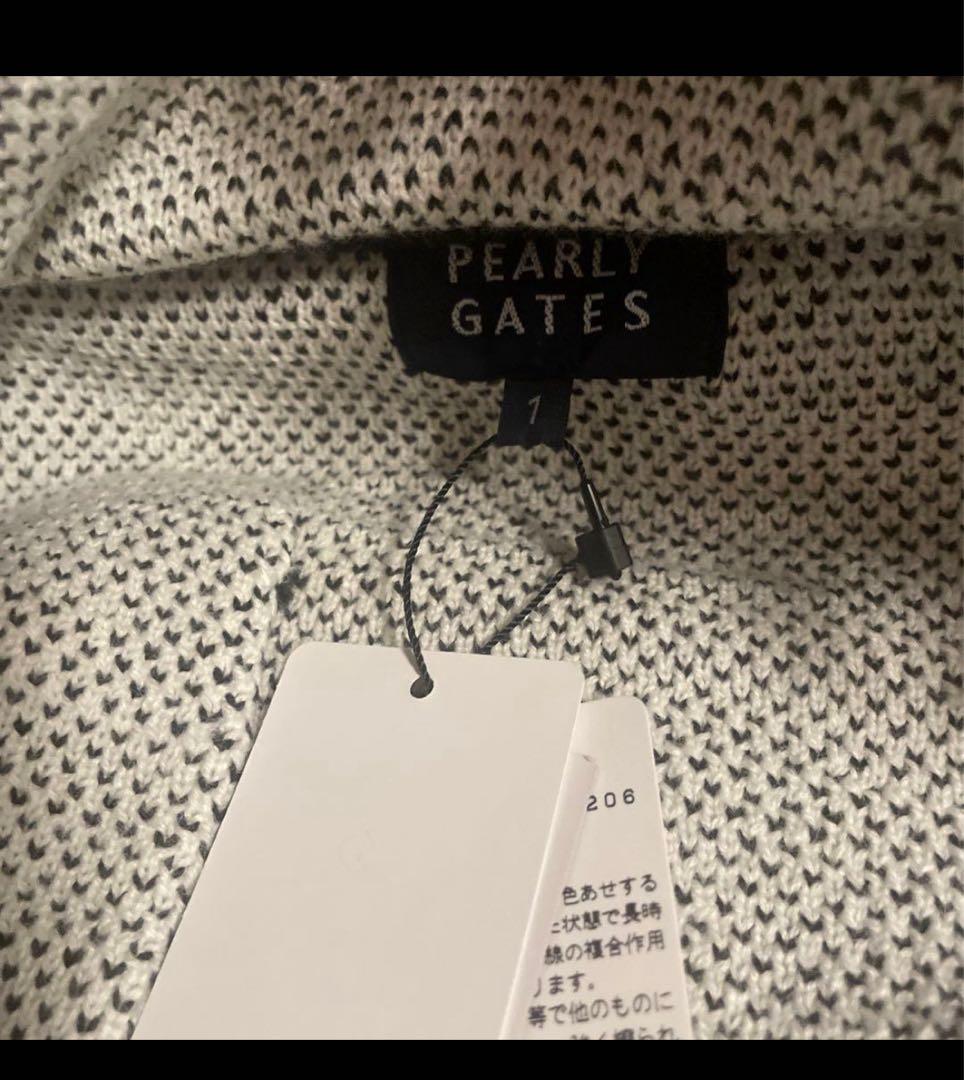 PEARLY
GATES
1
206
色あせする
状態で長時
線の複合作用
ります。
等で他のものに